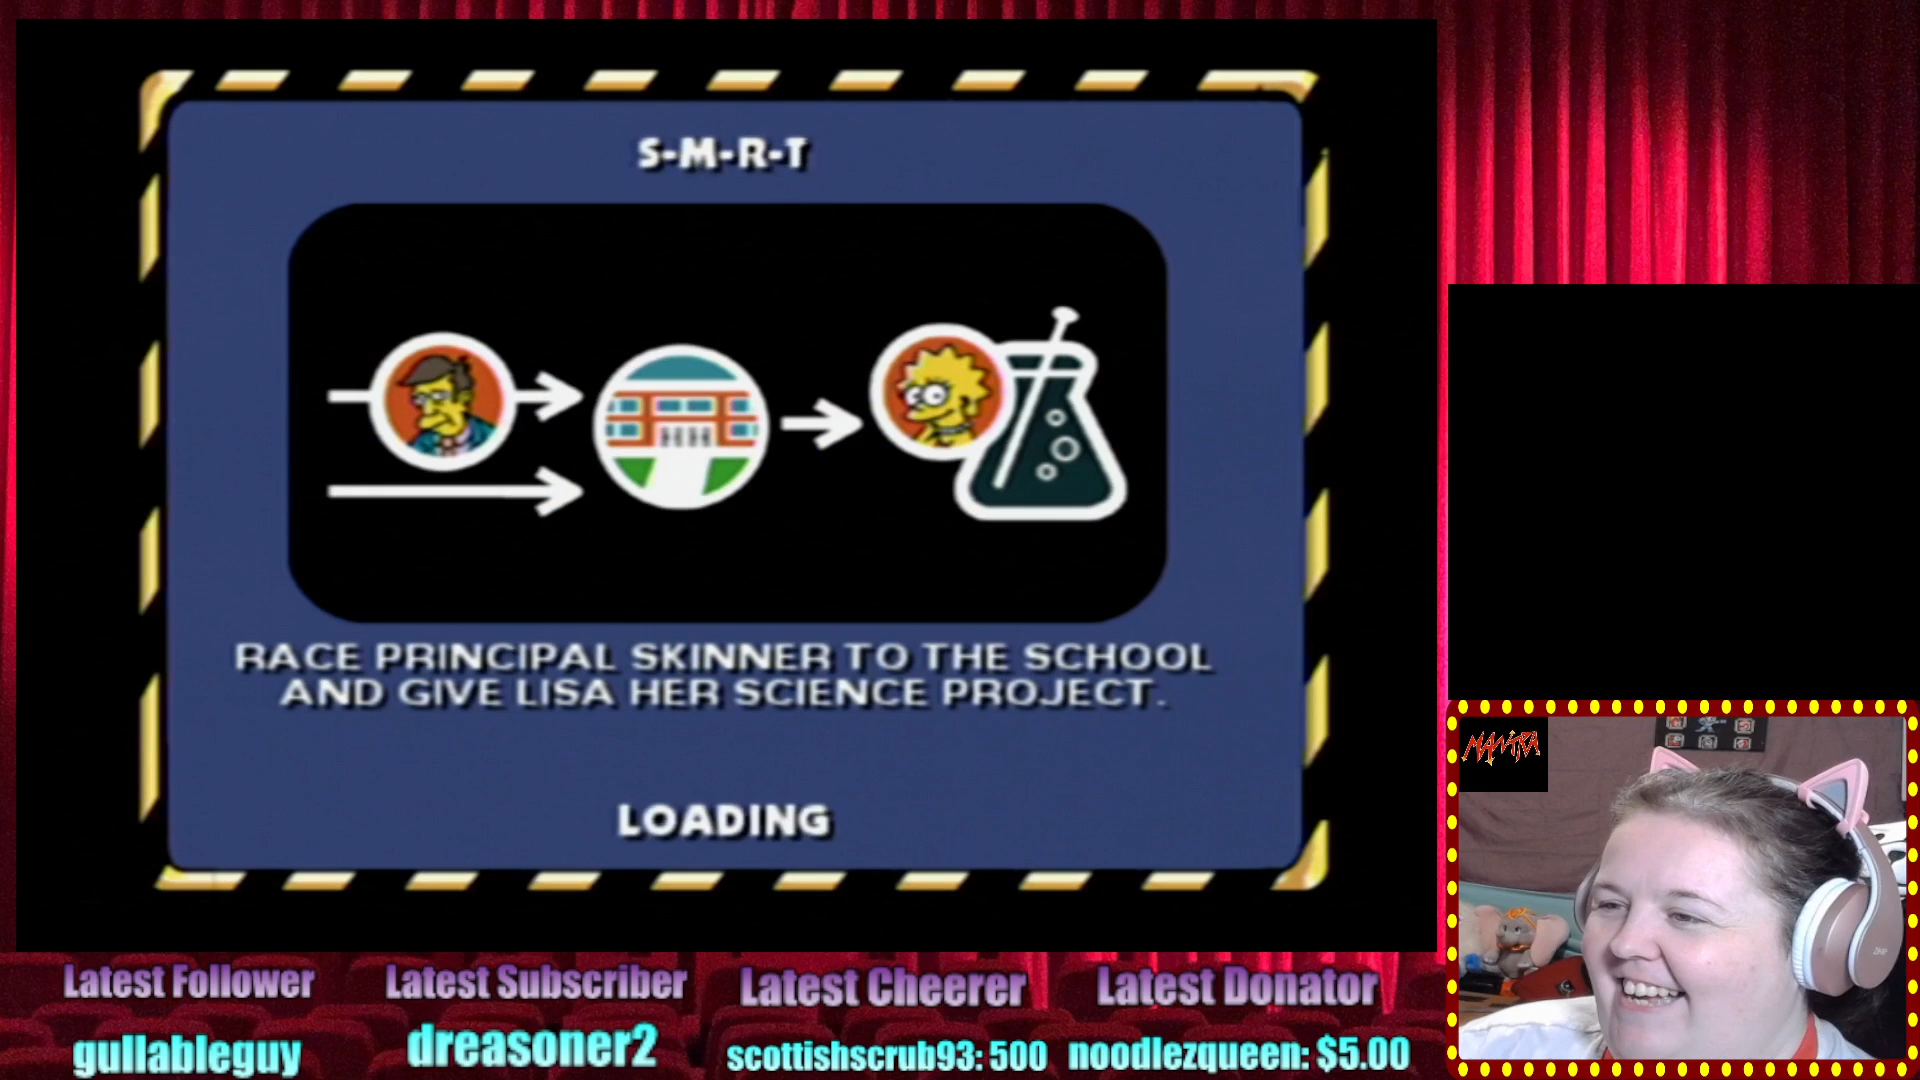 S-M-R-T
RACE PRINCIPAL SKINNER TO THE SCHOOL
AND GIVE LISA HER SCIENCE PROJECT.
LOADING
MANTRA
Latest Follower
gullableguy
Latest Subscriber
dreasoner2
Latest Cheerer
scottishscrub93: 500
Latest Donator
noodlezqueen: $5.00